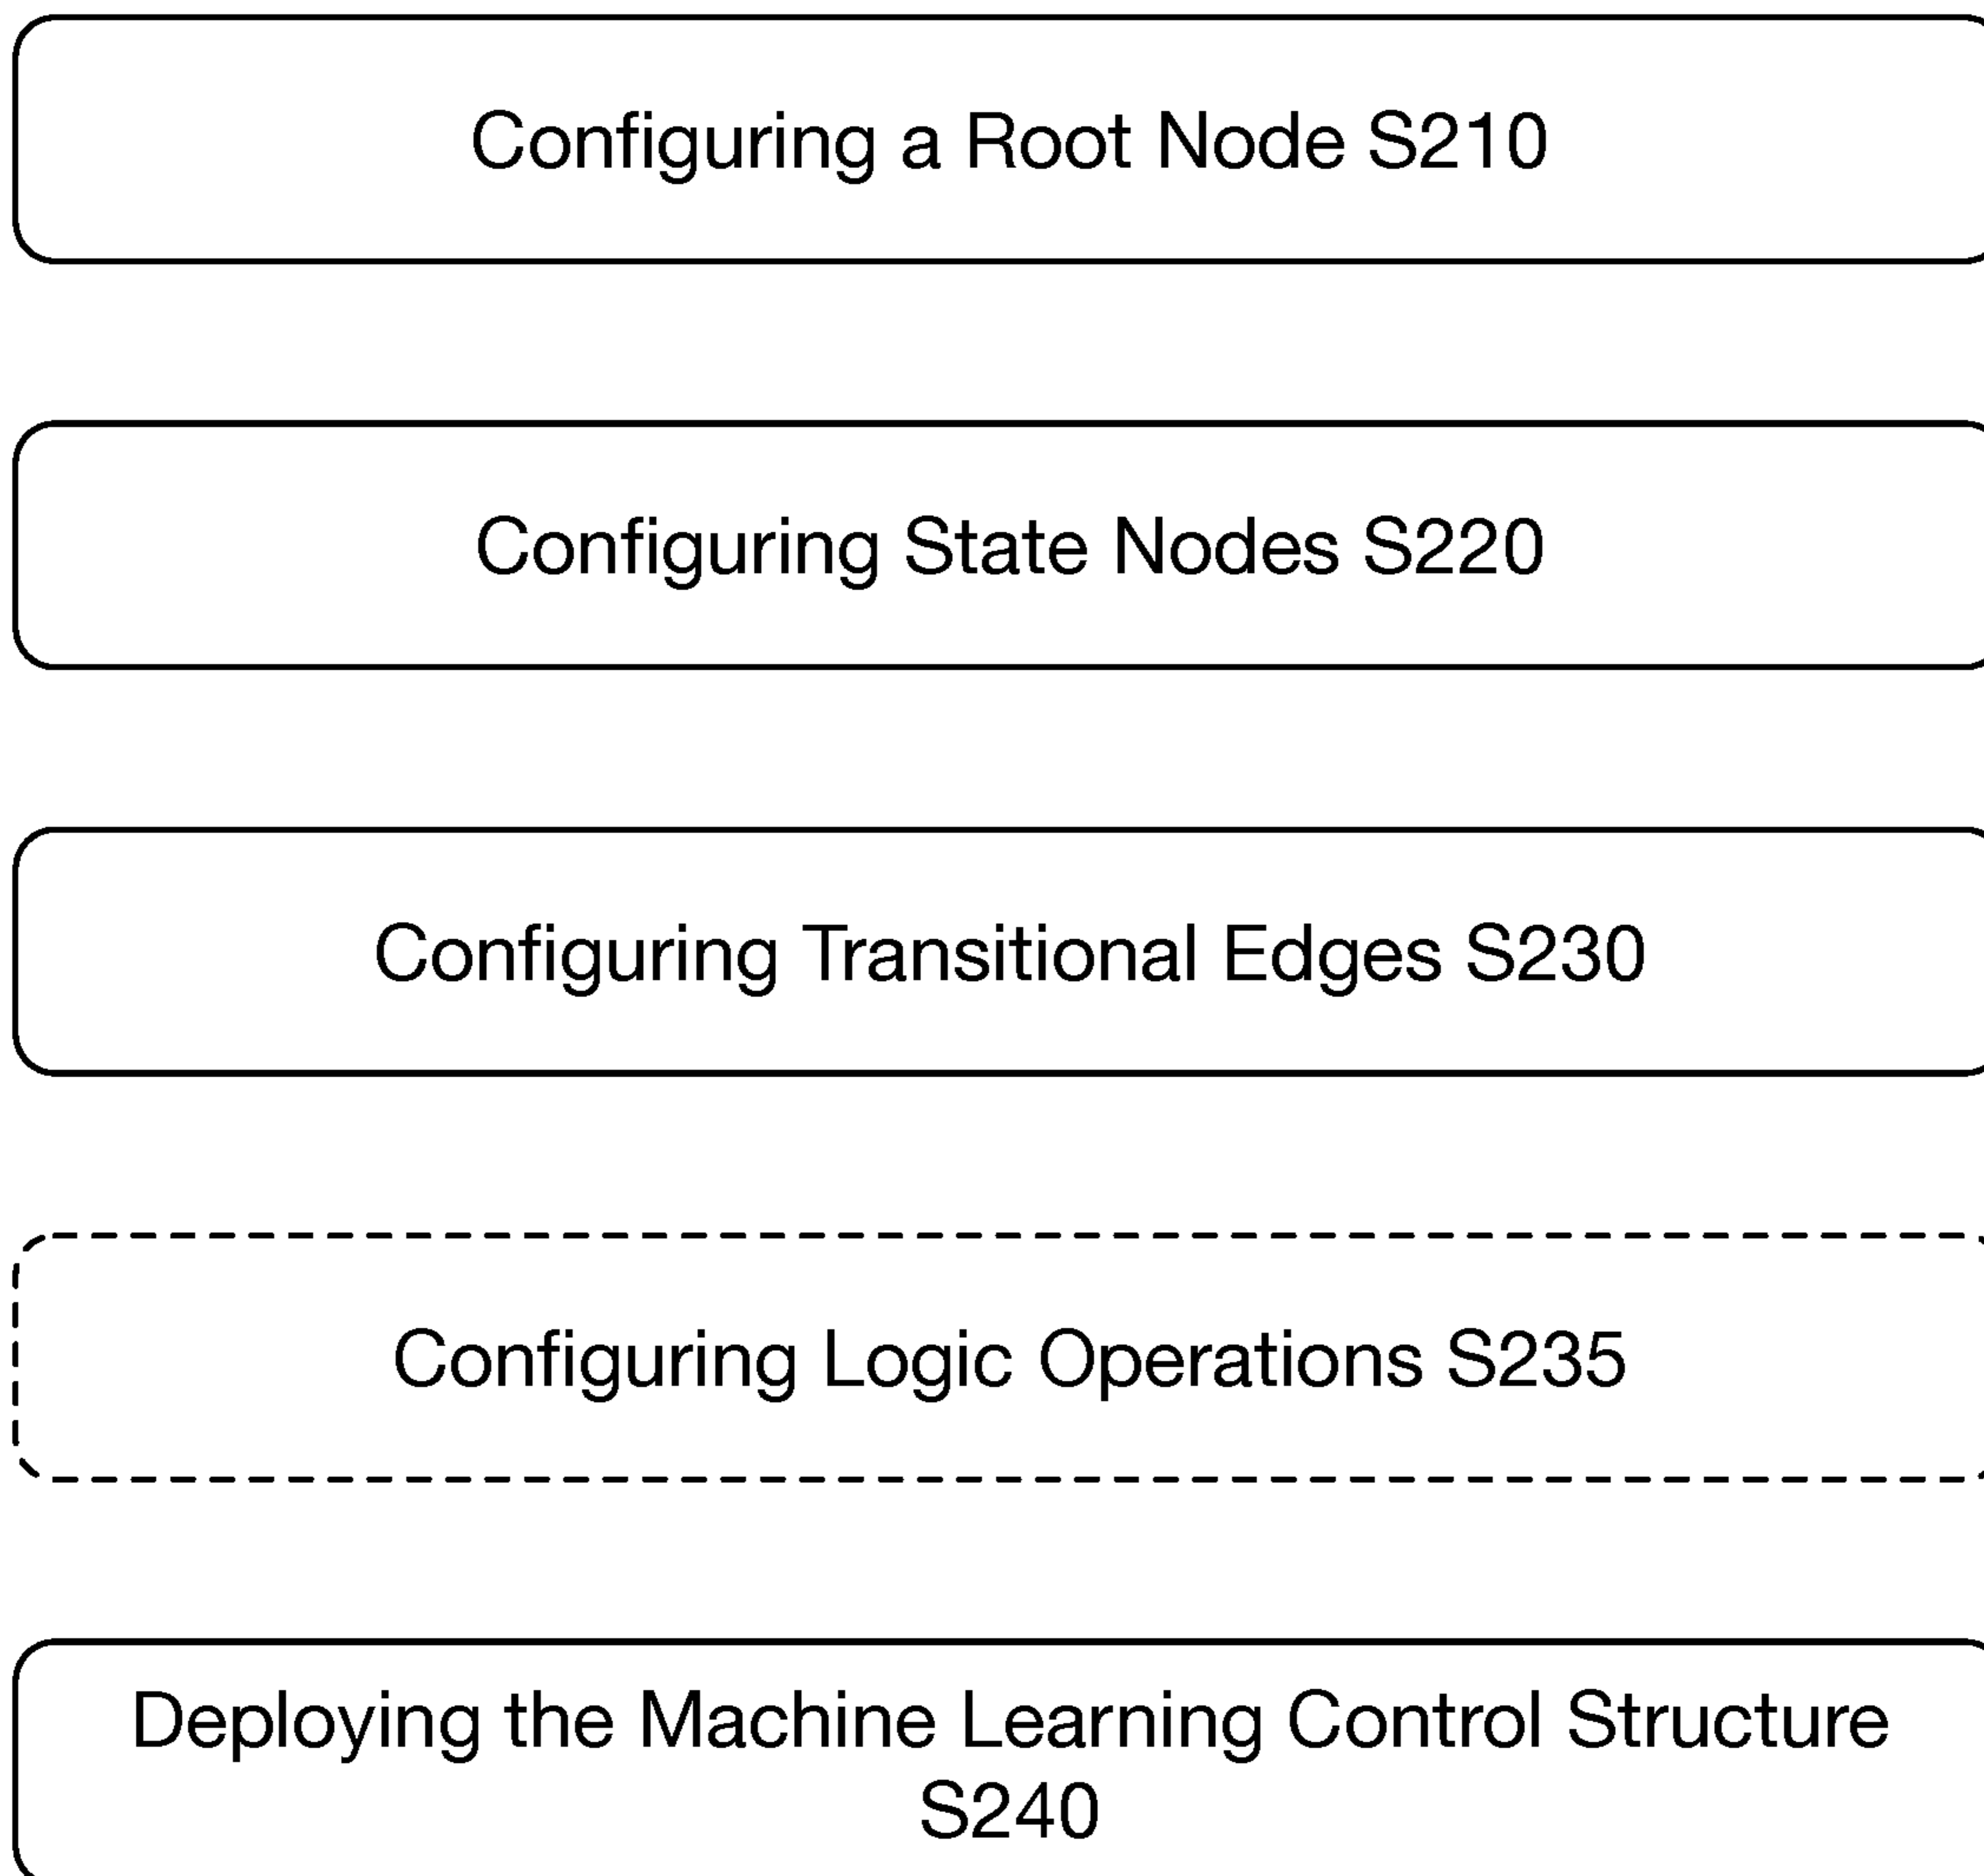 Configuring a Root Node S210
Configuring State Nodes S220
Configuring Transitional Edges S230
Configuring Logic Operations S235
Deploying the Machine Learning Control Structure
S240